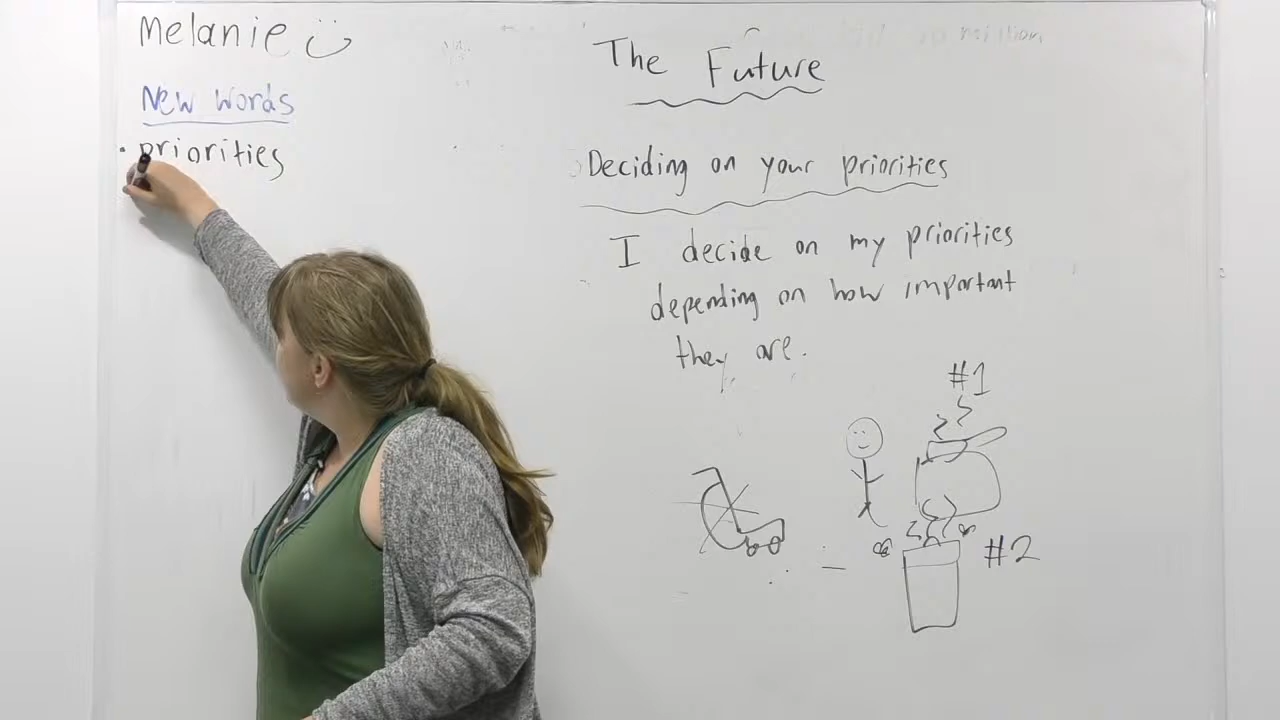 Melanie
New words
• priorities
The Future
Deciding on your priorities
I decide on my priorities
depending on how important
they are.
#1
#2